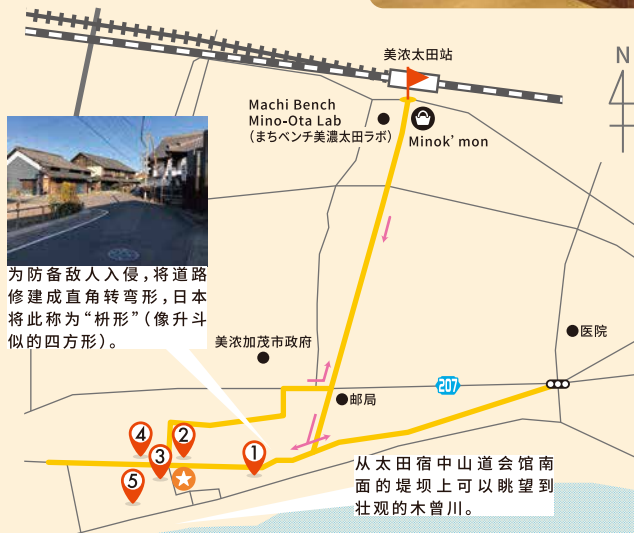 美浓太田站
N
Machi Bench
Mino-Ota Lab
（まちベンチ美濃太田ラボ）
Minok’ mon
为防备敌人入侵，将道路
修建成直角转弯形，日本
将此称为“枡形”（像升斗
似的四方形）。
美浓加茂市政府
医院
207
邮局
4
2
3
1
5
从太田宿中山道会馆南
面的堤坝上可以眺望到
壮观的木曾川。